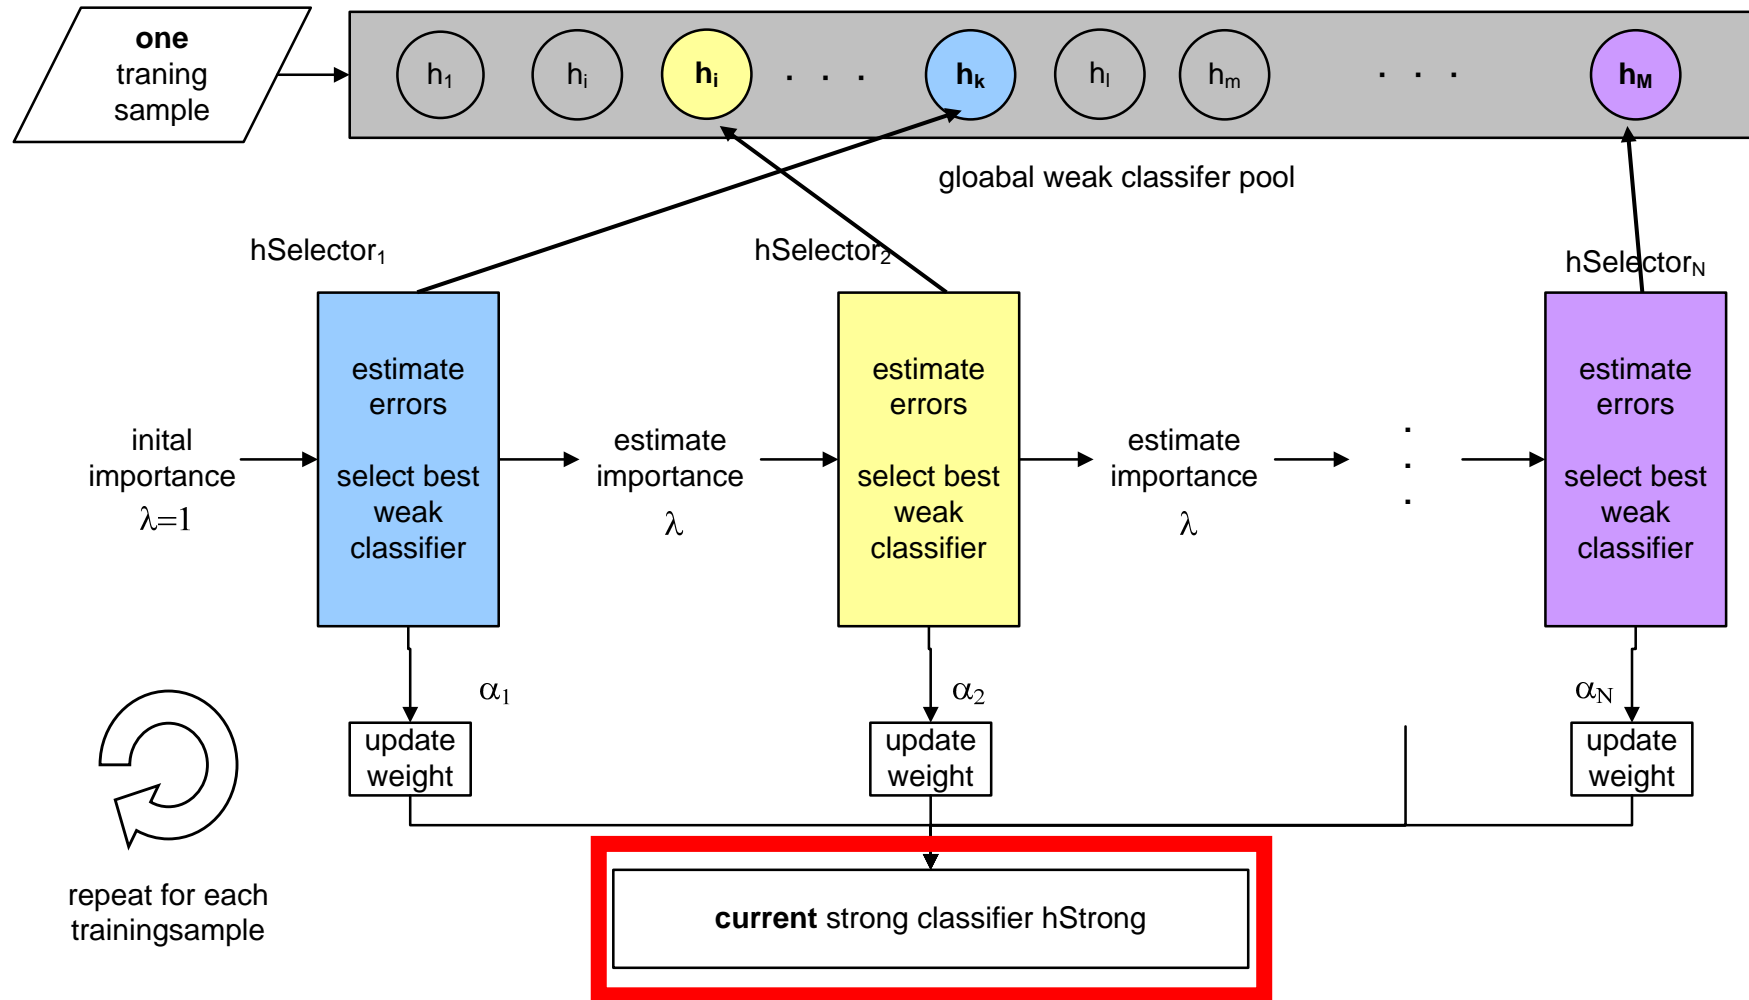 one
traning
sample
h1
hi
hi
. . .
hk
hl
hm
. . .
hM
gloabal weak classifer pool
hSelector1
hSelector2
hSelectorN
inital
importance
λ=1
estimate
errors
select best
weak
classifier
estimate
importance
λ
estimate
errors
select best
weak
classifier
estimate
importance
λ
.
.
.
estimate
errors
select best
weak
classifier
α1
α2
αN
update
weight
update
weight
update
weight
repeat for each
trainingsample
current strong classifier hStrong